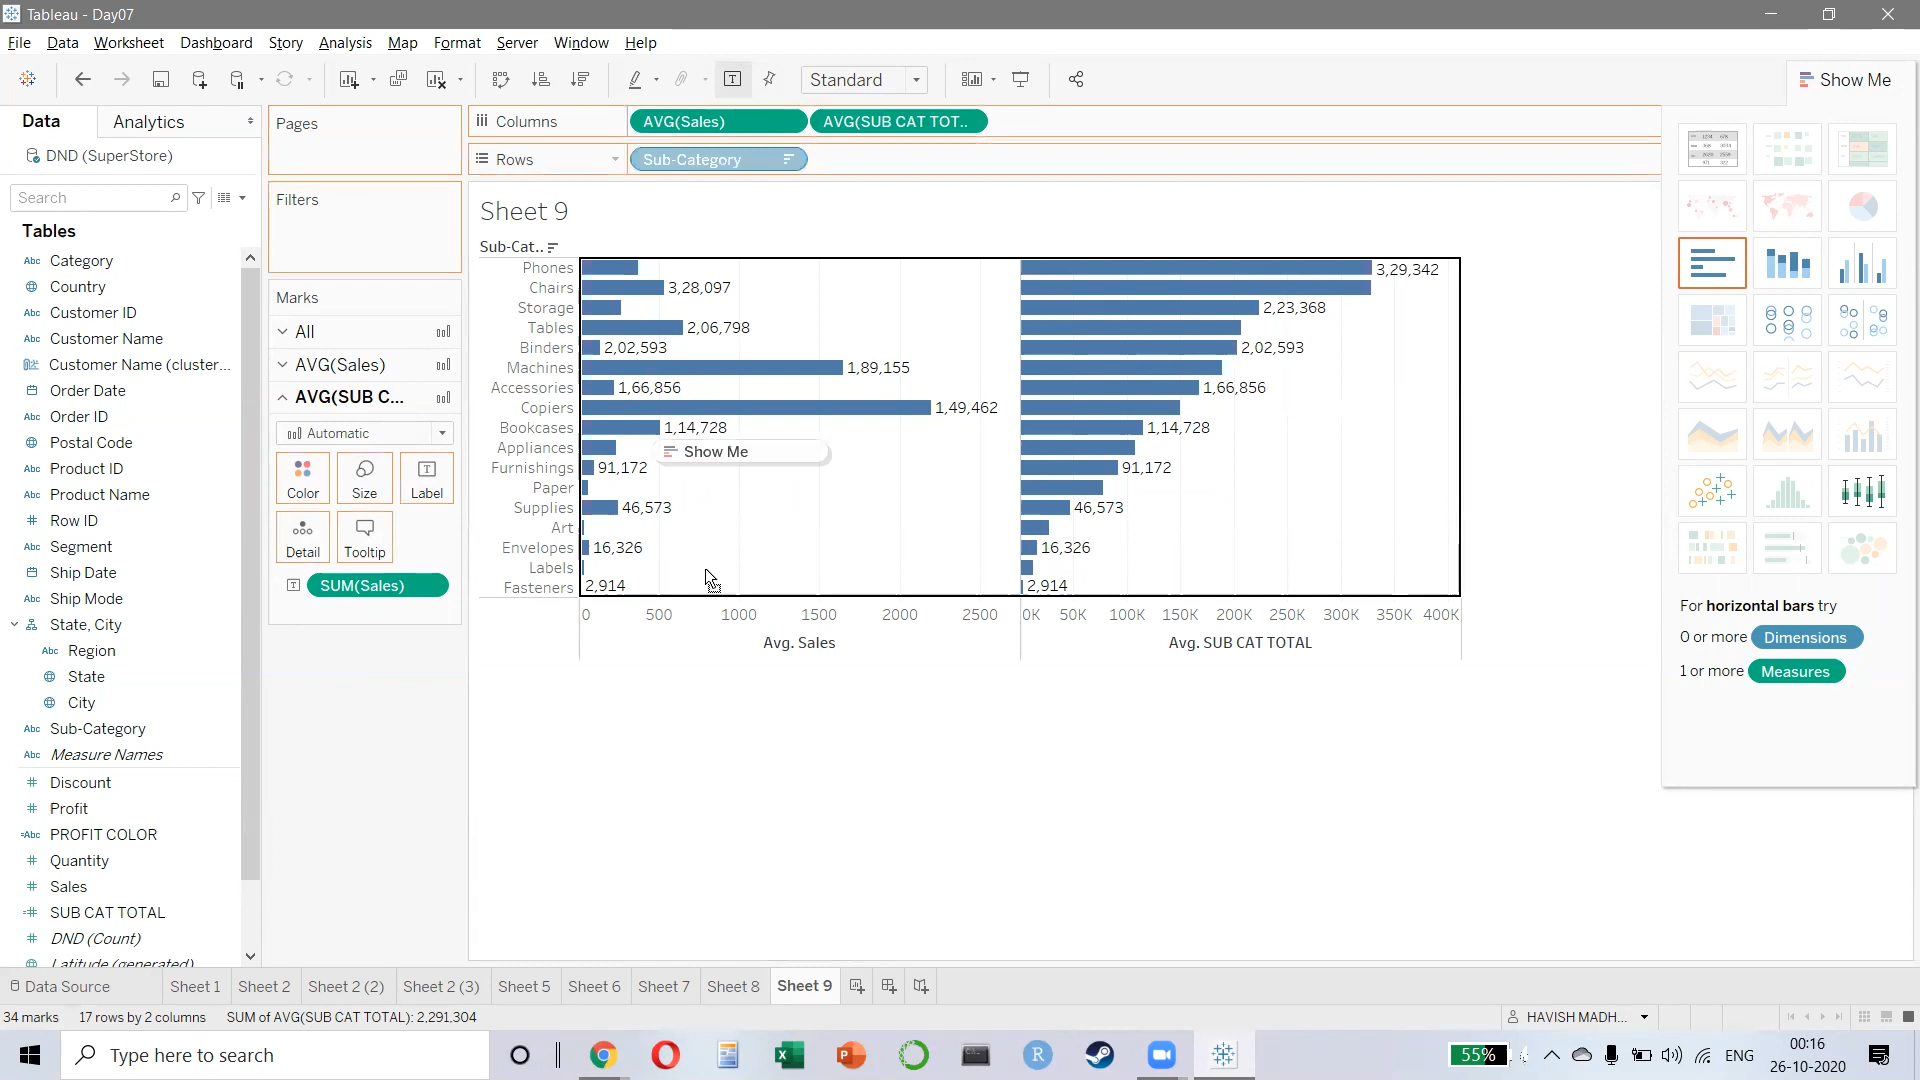 Tableau - Day07
File Data Worksheet Dashboard Story Analysis Map Format Server Window Help
Standard
Show Me
Data Analytics
DND (SuperStore)
Search
Tables
Abc Category
Country
Abc Customer ID
Abc Customer Name
Customer Name (cluster...
Order Date
Abc Order ID
Postal Code
Abc Product ID
Abc Product Name
# Row ID
Abc Segment
Ship Date
Abc Ship Mode
State, City
Abc Region
State
City
Abc Sub-Category
Abc Measure Names
# Discount
# Profit
=Abc PROFIT COLOR
# Quantity
# Sales
=# SUB CAT TOTAL
# DND (Count)
Latitude (generated)
Pages
Filters
Marks
All
AVG(Sales)
AVG(SUB C...
Automatic
Color Size Label
Detail Tooltip
SUM(Sales)
Columns AVG(Sales) AVG(SUB CAT TOT..
Rows Sub-Category
Sheet 9
Sub-Cat..
Phones 3,29,342
Chairs 3,28,097
Storage 2,23,368
Tables 2,06,798
Binders 2,02,593 2,02,593
Machines 1,89,155
Accessories 1,66,856 1,66,856
Copiers 1,49,462
Bookcases 1,14,728 1,14,728
Appliances
Show Me
Furnishings 91,172 91,172
Paper
Supplies 46,573 46,573
Art
Envelopes 16,326 16,326
Labels
Fasteners 2,914 2,914
0 500 1000 1500 2000 2500 0K 50K 100K 150K 200K 250K 300K 350K 400K
Avg. Sales Avg. SUB CAT TOTAL
For horizontal bars try
0 or more Dimensions
1 or more Measures
Data Source Sheet 1 Sheet 2 Sheet 2 (2) Sheet 2 (3) Sheet 5 Sheet 6 Sheet 7 Sheet 8 Sheet 9
34 marks 17 rows by 2 columns SUM of AVG(SUB CAT TOTAL): 2,291,304
HAVISH MADH...
Type here to search
55%
ENG
00:16
26-10-2020